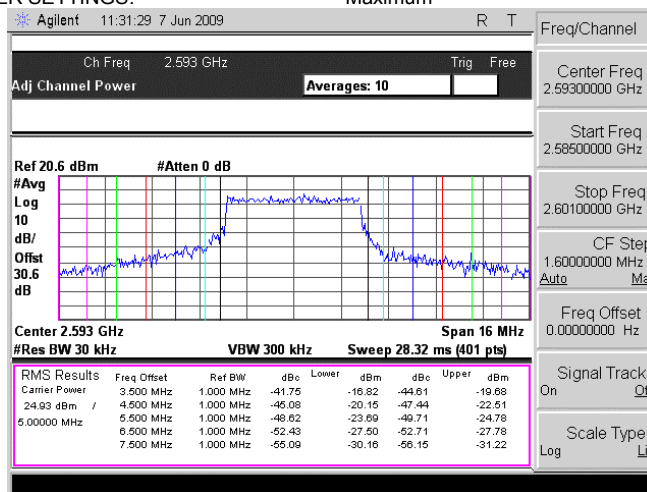 ER SETTINGS: Maximum
Agilent 11:31:29 7 Jun 2009 R T
Ch Freq 2.593 GHz Trig Free
Adj Channel Power Averages: 10
Ref 20.6 dBm #Atten 0 dB
#Avg
Log
10
dB/
Offst
30.6
dB
Center 2.593 GHz Span 16 MHz
#Res BW 30 kHz VBW 300 kHz Sweep 28.32 ms (401 pts)
RMS Results Freq Offset Ref BW dBc Lower dBm dBc Upper dBm
Carrier Power 3.500 MHz 1.000 MHz -41.75 -16.82 -44.61 -19.68
24.93 dBm / 4.500 MHz 1.000 MHz -45.08 -20.15 -47.44 -22.51
5.00000 MHz 5.500 MHz 1.000 MHz -48.62 -23.69 -49.71 -24.78
6.500 MHz 1.000 MHz -52.43 -27.50 -52.71 -27.78
7.500 MHz 1.000 MHz -55.09 -30.16 -56.15 -31.22
Freq/Channel
Center Freq
2.59300000 GHz
Start Freq
2.58500000 GHz
Stop Freq
2.60100000 GHz
CF Step
1.60000000 MHz
Auto Ma
Freq Offset
0.00000000 Hz
Signal Track
On Of
Scale Type
Log Li